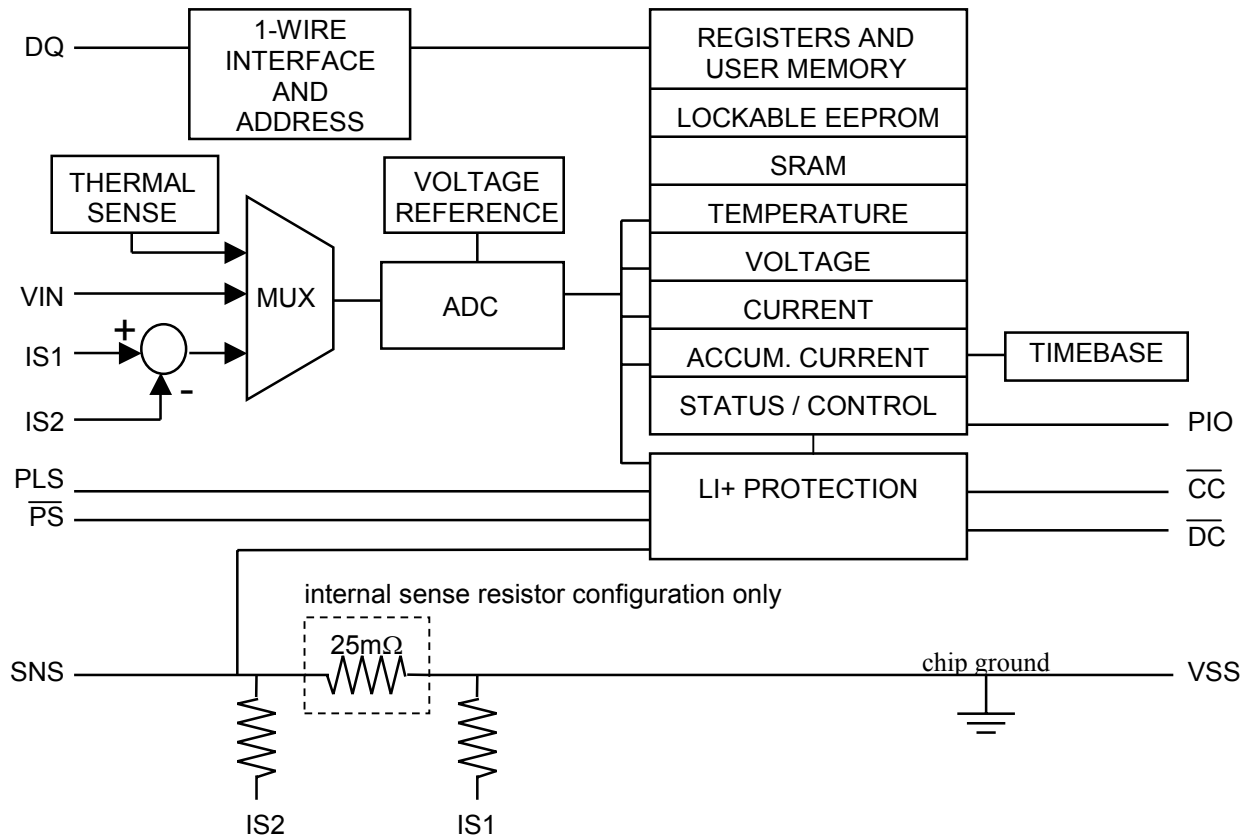 DQ
1-WIRE
INTERFACE
AND
ADDRESS
REGISTERS AND
USER MEMORY
LOCKABLE EEPROM
SRAM
TEMPERATURE
VOLTAGE
CURRENT
ACCUM. CURRENT
STATUS / CONTROL
THERMAL
SENSE
VOLTAGE
REFERENCE
MUX
ADC
VIN
+
IS1
-
IS2
TIMEBASE
PIO
PLS
PS
LI+ PROTECTION
CC
DC
internal sense resistor configuration only
25mΩ
SNS
chip ground
VSS
IS2
IS1